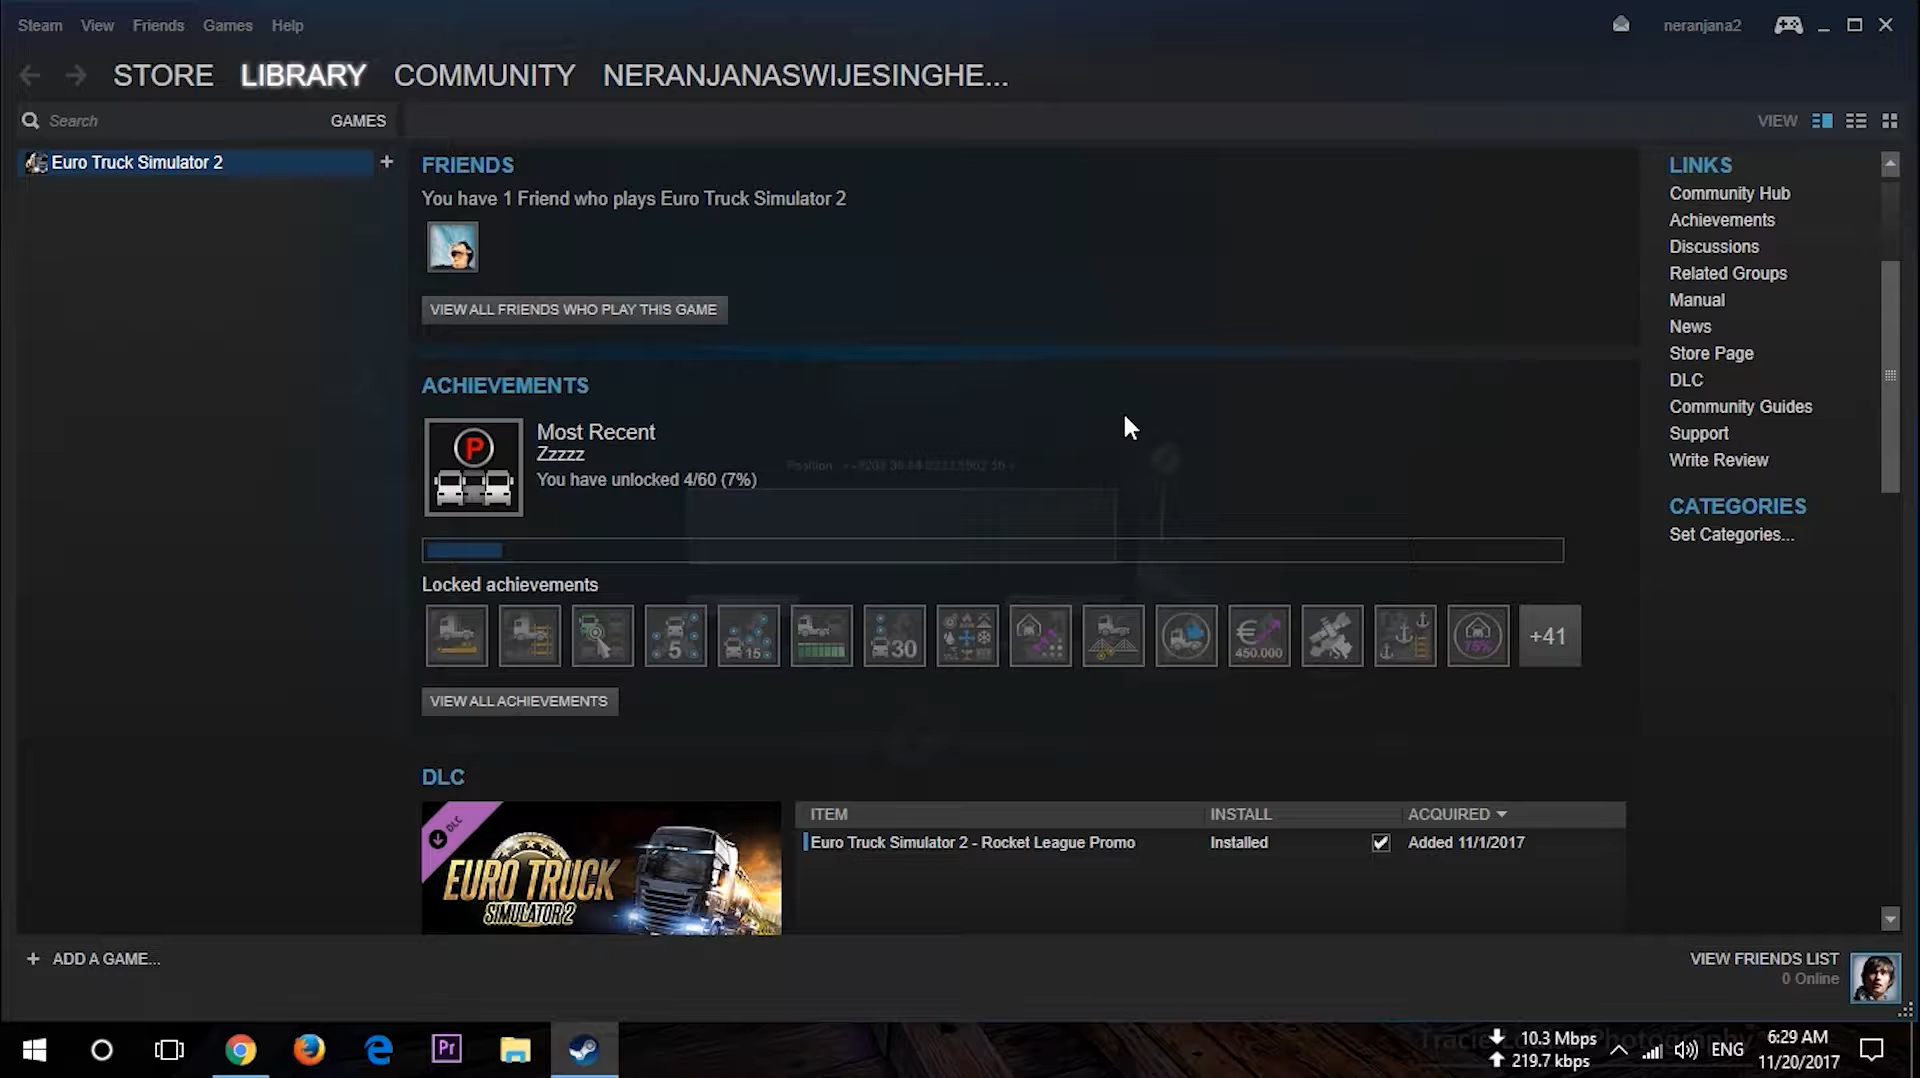 Steam View Friends Games Help
neranjana2
STORE LIBRARY COMMUNITY NERANJANASWIJESINGHE...
Search GAMES
VIEW
Euro Truck Simulator 2 +
FRIENDS
You have 1 Friend who plays Euro Truck Simulator 2
VIEW ALL FRIENDS WHO PLAY THIS GAME
ACHIEVEMENTS
P
Most Recent
Zzzzz
You have unlocked 4/60 (7%)
Locked achievements
5
15
30
€
450.000
75%
+41
VIEW ALL ACHIEVEMENTS
DLC
DLC
EURO TRUCK
SIMULATOR 2
ITEM INSTALL ACQUIRED
Euro Truck Simulator 2 - Rocket League Promo Installed Added 11/1/2017
LINKS
Community Hub
Achievements
Discussions
Related Groups
Manual
News
Store Page
DLC
Community Guides
Support
Write Review
CATEGORIES
Set Categories...
+ ADD A GAME...
VIEW FRIENDS LIST
0 Online
Pr
10.3 Mbps
219.7 kbps
ENG
6:29 AM
11/20/2017